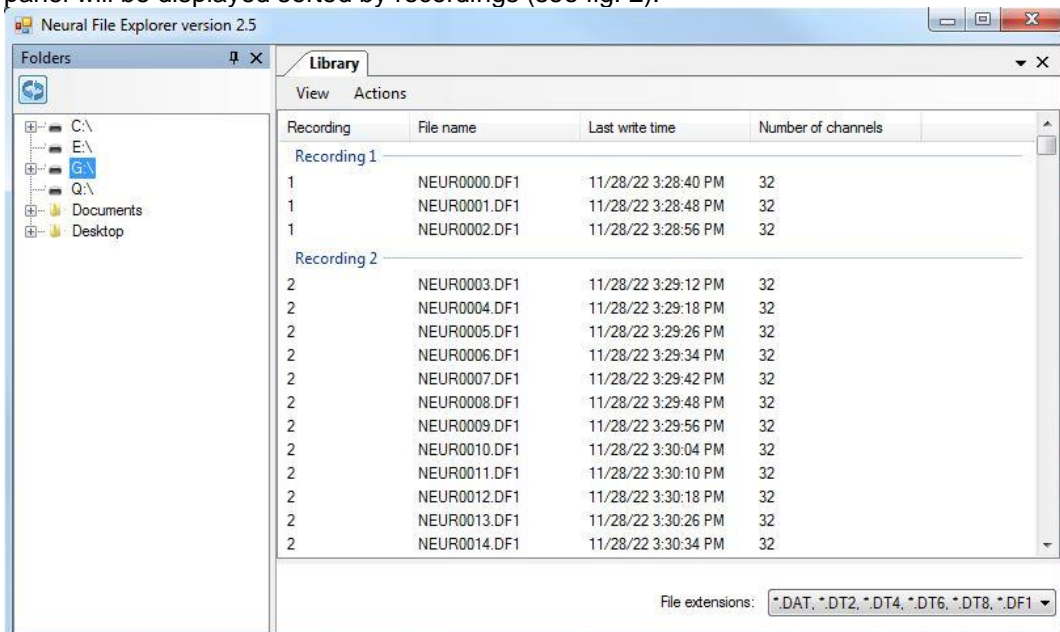 panel will be displayed sorted by recordings (see fig. 2).
Neural File Explorer version 2.5
Folders
C:\
E:\
G:\
Q:\
Documents
Desktop
Library
View Actions
Recording File name Last write time Number of channels
Recording 1
1 NEUR0000.DF1 11/28/22 3:28:40 PM 32
1 NEUR0001.DF1 11/28/22 3:28:48 PM 32
1 NEUR0002.DF1 11/28/22 3:28:56 PM 32
Recording 2
2 NEUR0003.DF1 11/28/22 3:29:12 PM 32
2 NEUR0004.DF1 11/28/22 3:29:18 PM 32
2 NEUR0005.DF1 11/28/22 3:29:26 PM 32
2 NEUR0006.DF1 11/28/22 3:29:34 PM 32
2 NEUR0007.DF1 11/28/22 3:29:42 PM 32
2 NEUR0008.DF1 11/28/22 3:29:48 PM 32
2 NEUR0009.DF1 11/28/22 3:29:56 PM 32
2 NEUR0010.DF1 11/28/22 3:30:04 PM 32
2 NEUR0011.DF1 11/28/22 3:30:10 PM 32
2 NEUR0012.DF1 11/28/22 3:30:18 PM 32
2 NEUR0013.DF1 11/28/22 3:30:26 PM 32
2 NEUR0014.DF1 11/28/22 3:30:34 PM 32
File extensions: *.DAT, *.DT2, *.DT4, *.DT6, *.DT8, *.DF1